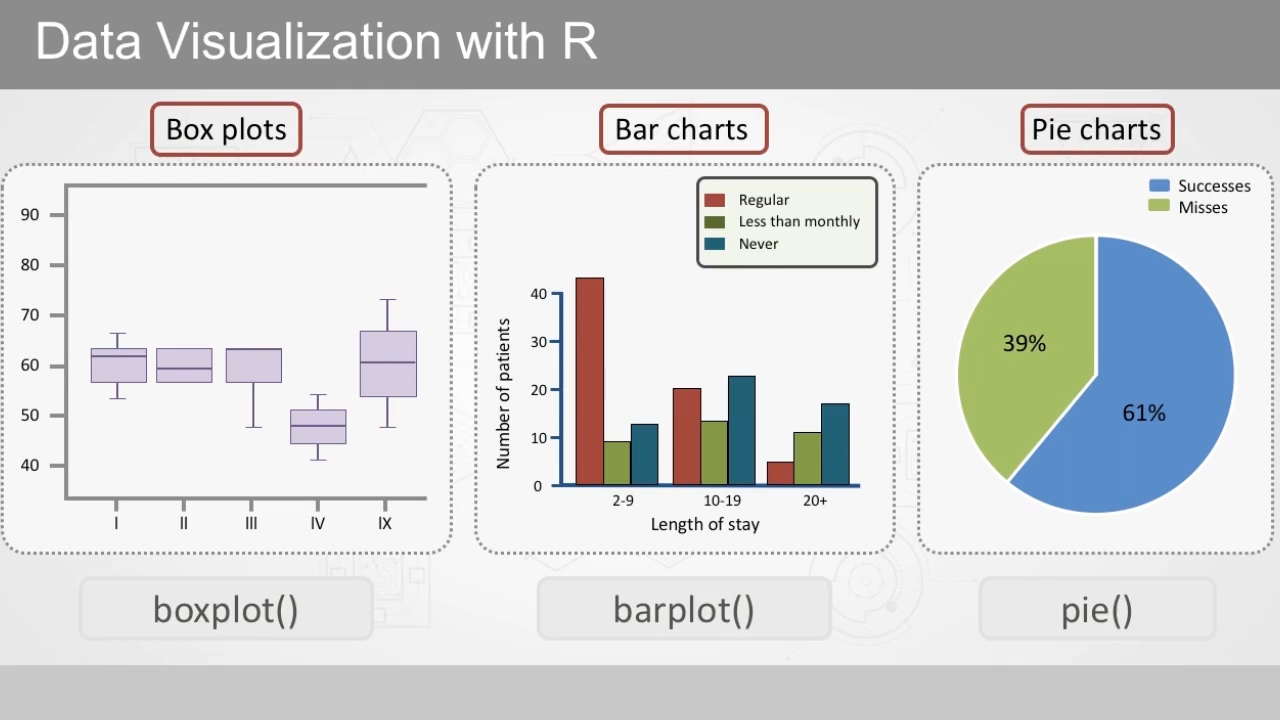 Data Visualization with R
Box plots
90
80
70
60
50
40
I II III IV IX
boxplot()
Bar charts
Regular
Less than monthly
Never
Number of patients
40
30
20
10
0
2-9 10-19 20+
Length of stay
barplot()
Pie charts
Successes
Misses
39%
61%
pie()